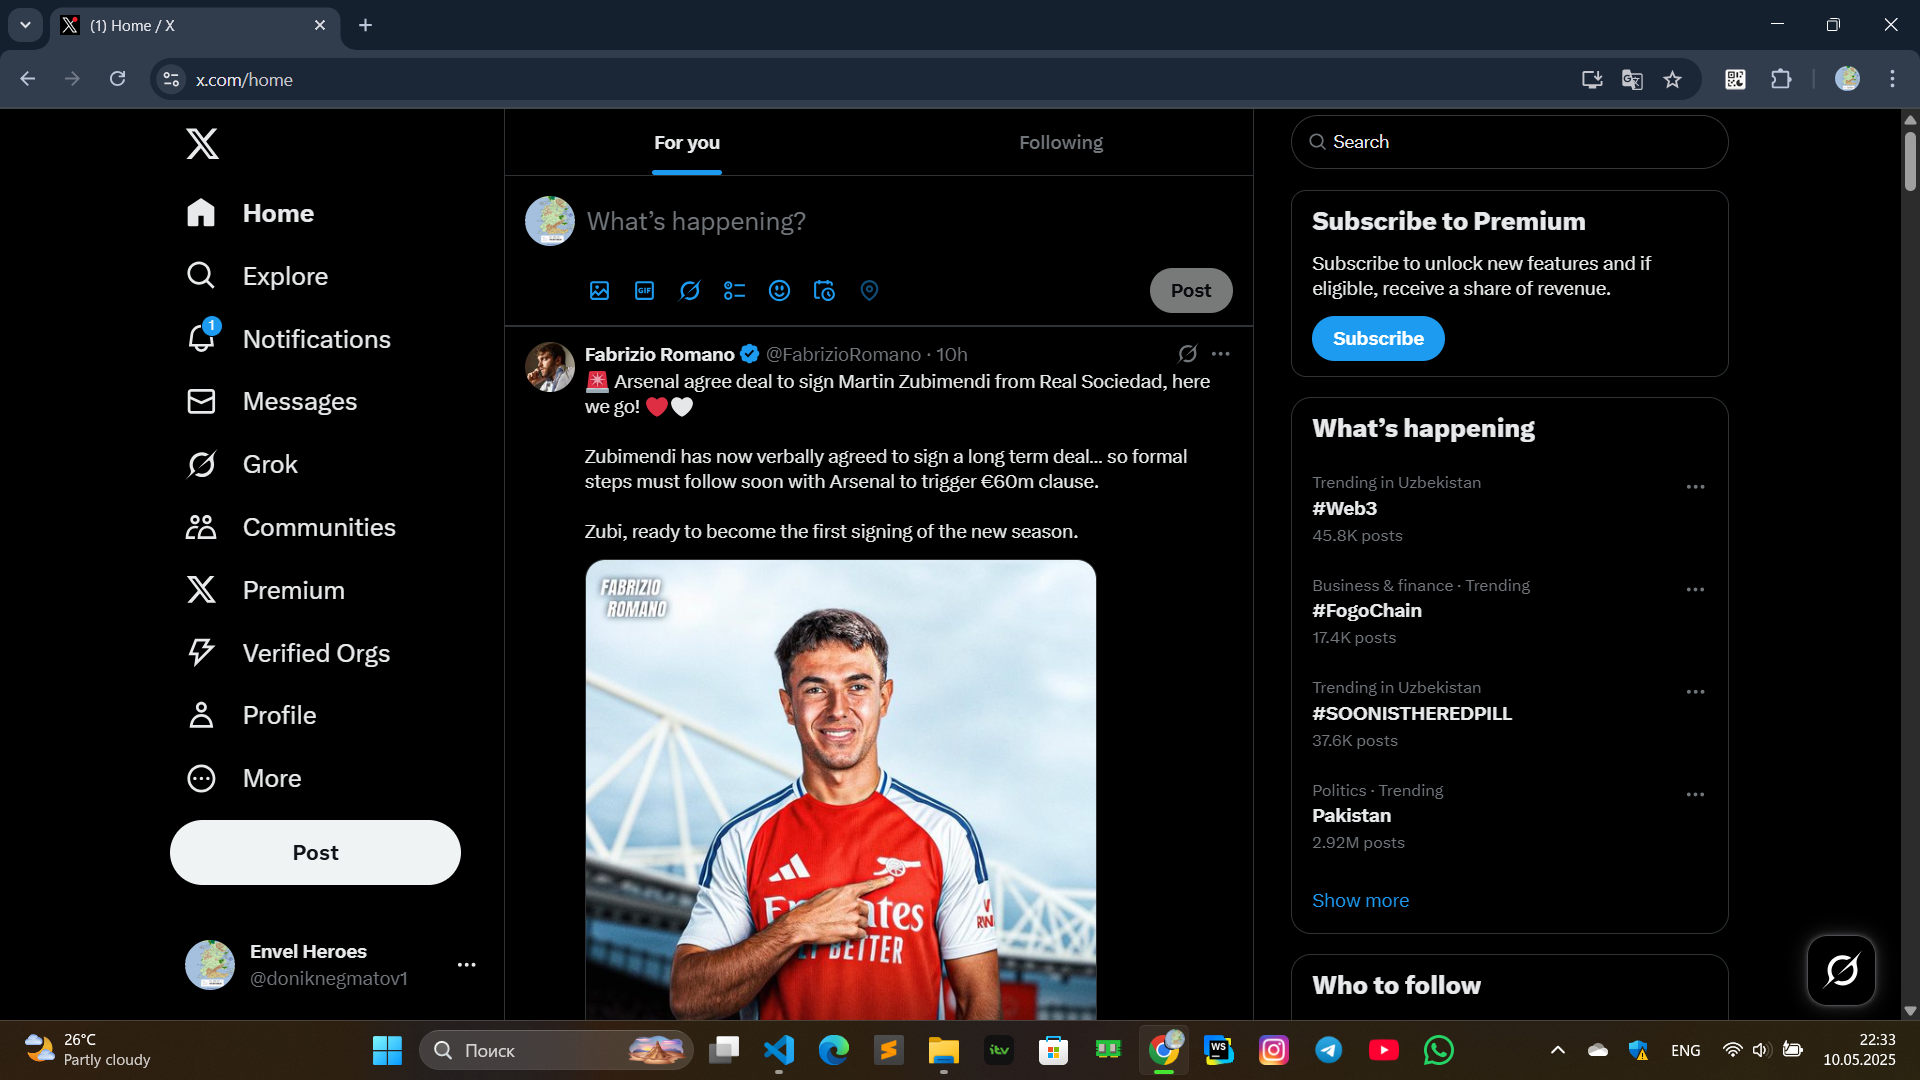 (1) Home / X
x.com/home
Home
Explore
1
Notifications
Messages
Grok
Communities
Premium
Verified Orgs
Profile
More
Post
Envel Heroes
@doniknegmatov1
For you
Following
What's happening?
GIF
Post
Fabrizio Romano @FabrizioRomano · 10h
🚨 Arsenal agree deal to sign Martin Zubimendi from Real Sociedad, here
we go! ❤️🤍
Zubimendi has now verbally agreed to sign a long term deal... so formal
steps must follow soon with Arsenal to trigger €60m clause.
Zubi, ready to become the first signing of the new season.
FABRIZIO
ROMANO
Emirates
FLY BETTER
Search
Subscribe to Premium
Subscribe to unlock new features and if
eligible, receive a share of revenue.
Subscribe
What's happening
Trending in Uzbekistan
#Web3
45.8K posts
Business & finance · Trending
#FogoChain
17.4K posts
Trending in Uzbekistan
#SOONISTHEREDPILL
37.6K posts
Politics · Trending
Pakistan
2.92M posts
Show more
Who to follow
26°C
Partly cloudy
Поиск
itv
WS
ENG
22:33
10.05.2025